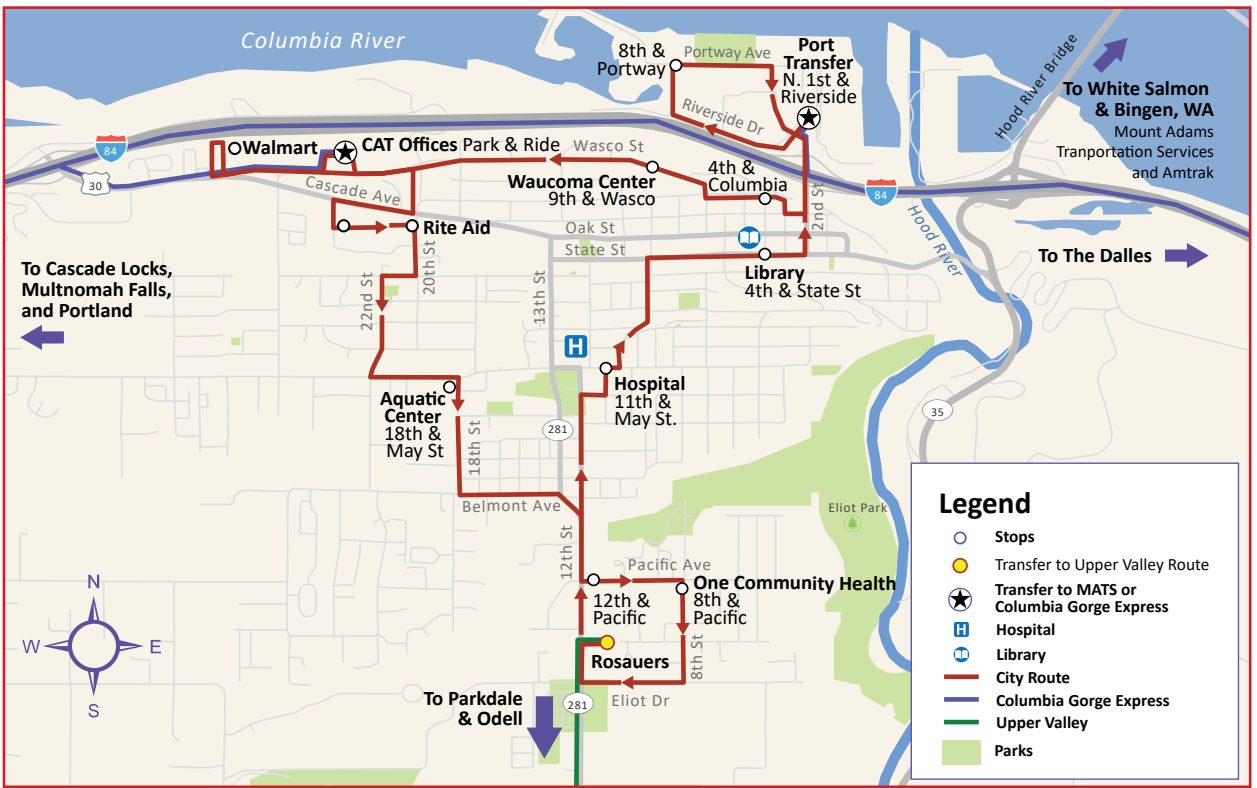 Columbia River
8th &
Portway
Portway Ave
Port
Transfer
N. 1st &
Riverside
Riverside Dr
Hood River Bridge
To White Salmon
& Bingen, WA
Mount Adams
Tranportation Services
and Amtrak
84
30
Walmart
CAT Offices Park & Ride
Wasco St
Waucoma Center
9th & Wasco
4th &
Columbia
2nd St
84
Hood River
Cascade Ave
Rite Aid
Oak St
State St
Library
4th & State St
To The Dalles
To Cascade Locks,
Multnomah Falls,
and Portland
22nd St
20th St
13th St
H
Hospital
11th &
May St.
Aquatic
Center
18th &
May St
18th St
281
35
Belmont Ave
12th St
Eliot Park
Pacific Ave
One Community Health
12th &
Pacific
8th &
Pacific
8th St
Rosauers
Eliot Dr
281
To Parkdale
& Odell
N
W
E
S
Legend
Stops
Transfer to Upper Valley Route
Transfer to MATS or
Columbia Gorge Express
H
Hospital
Library
City Route
Columbia Gorge Express
Upper Valley
Parks